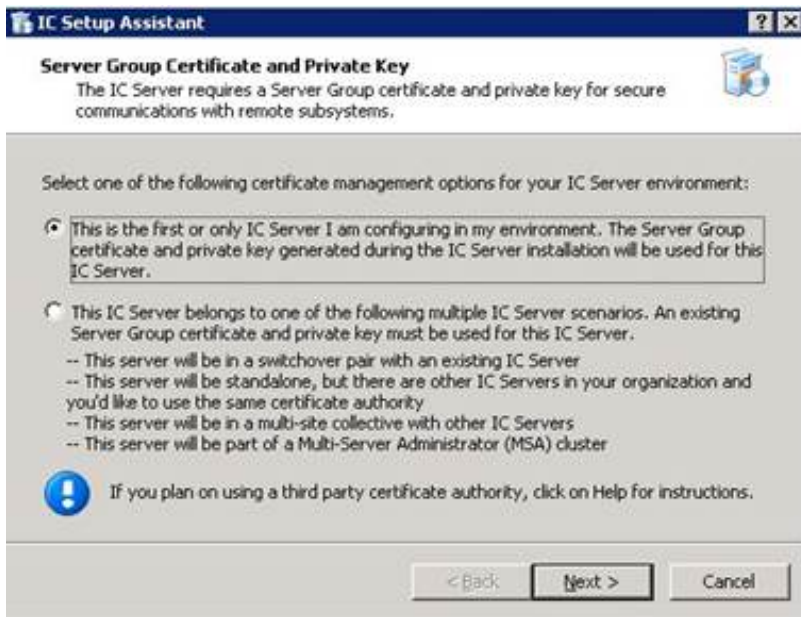 IC Setup Assistant
Server Group Certificate and Private Key
The IC Server requires a Server Group certificate and private key for secure
communications with remote subsystems.
Select one of the following certificate management options for your IC Server environment:
This is the first or only IC Server I am configuring in my environment. The Server Group
certificate and private key generated during the IC Server installation will be used for this
IC Server.
This IC Server belongs to one of the following multiple IC Server scenarios. An existing
Server Group certificate and private key must be used for this IC Server.
-- This server will be in a switchover pair with an existing IC Server
-- This server will be standalone, but there are other IC Servers in your organization and
you'd like to use the same certificate authority
-- This server will be in a multi-site collective with other IC Servers
-- This server will be part of a Multi-Server Administrator (MSA) cluster
If you plan on using a third party certificate authority, click on Help for instructions.
< Back Next > Cancel